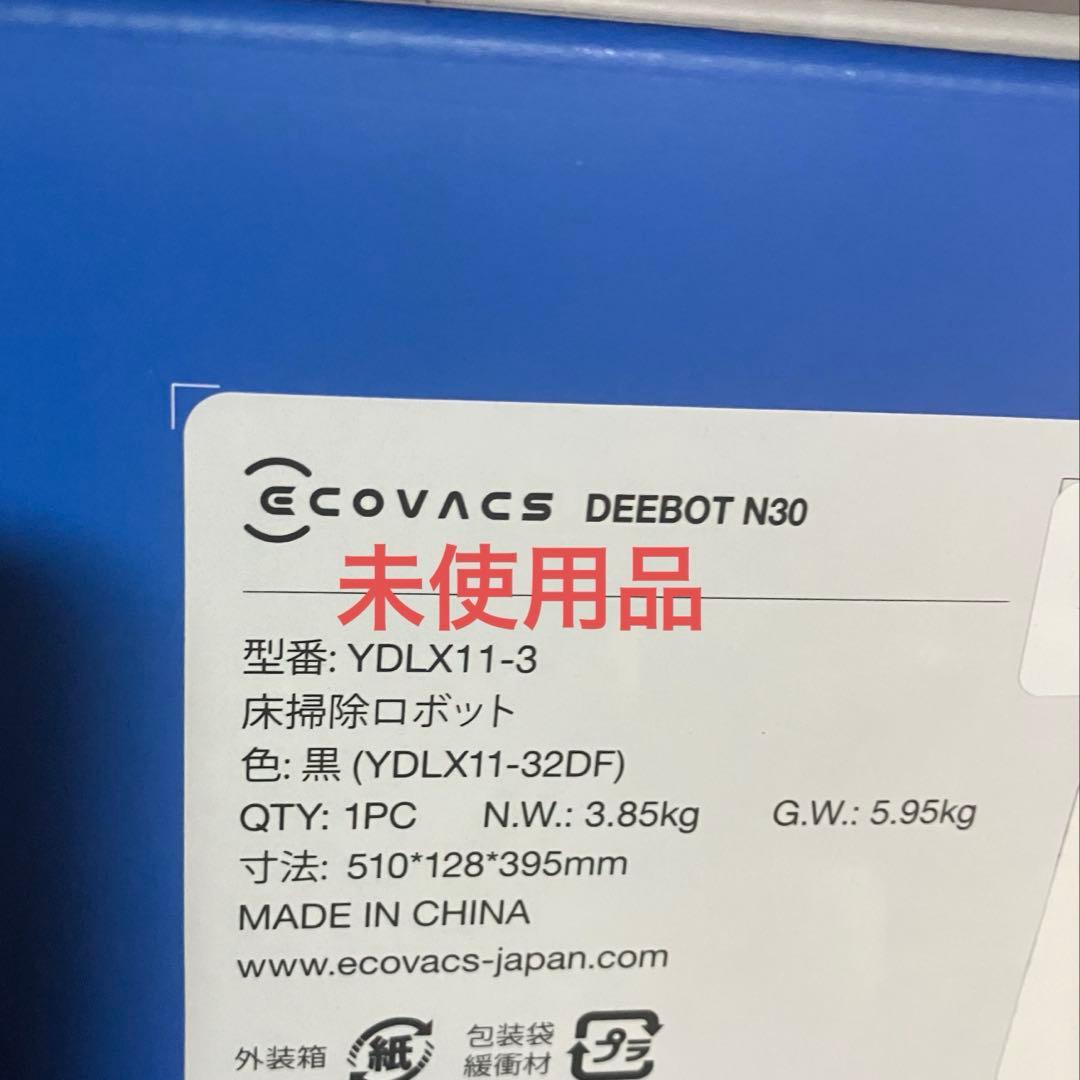 ECOVACS DEEBOT N30
未使用品
型番: YDLX11-3
床掃除ロボット
色: 黒 (YDLX11-32DF)
QTY: 1PC N.W.: 3.85kg G.W.: 5.95kg
寸法: 510*128*395mm
MADE IN CHINA
www.ecovacs-japan.com
外装箱 紙 包装袋 プラ
緩衝材